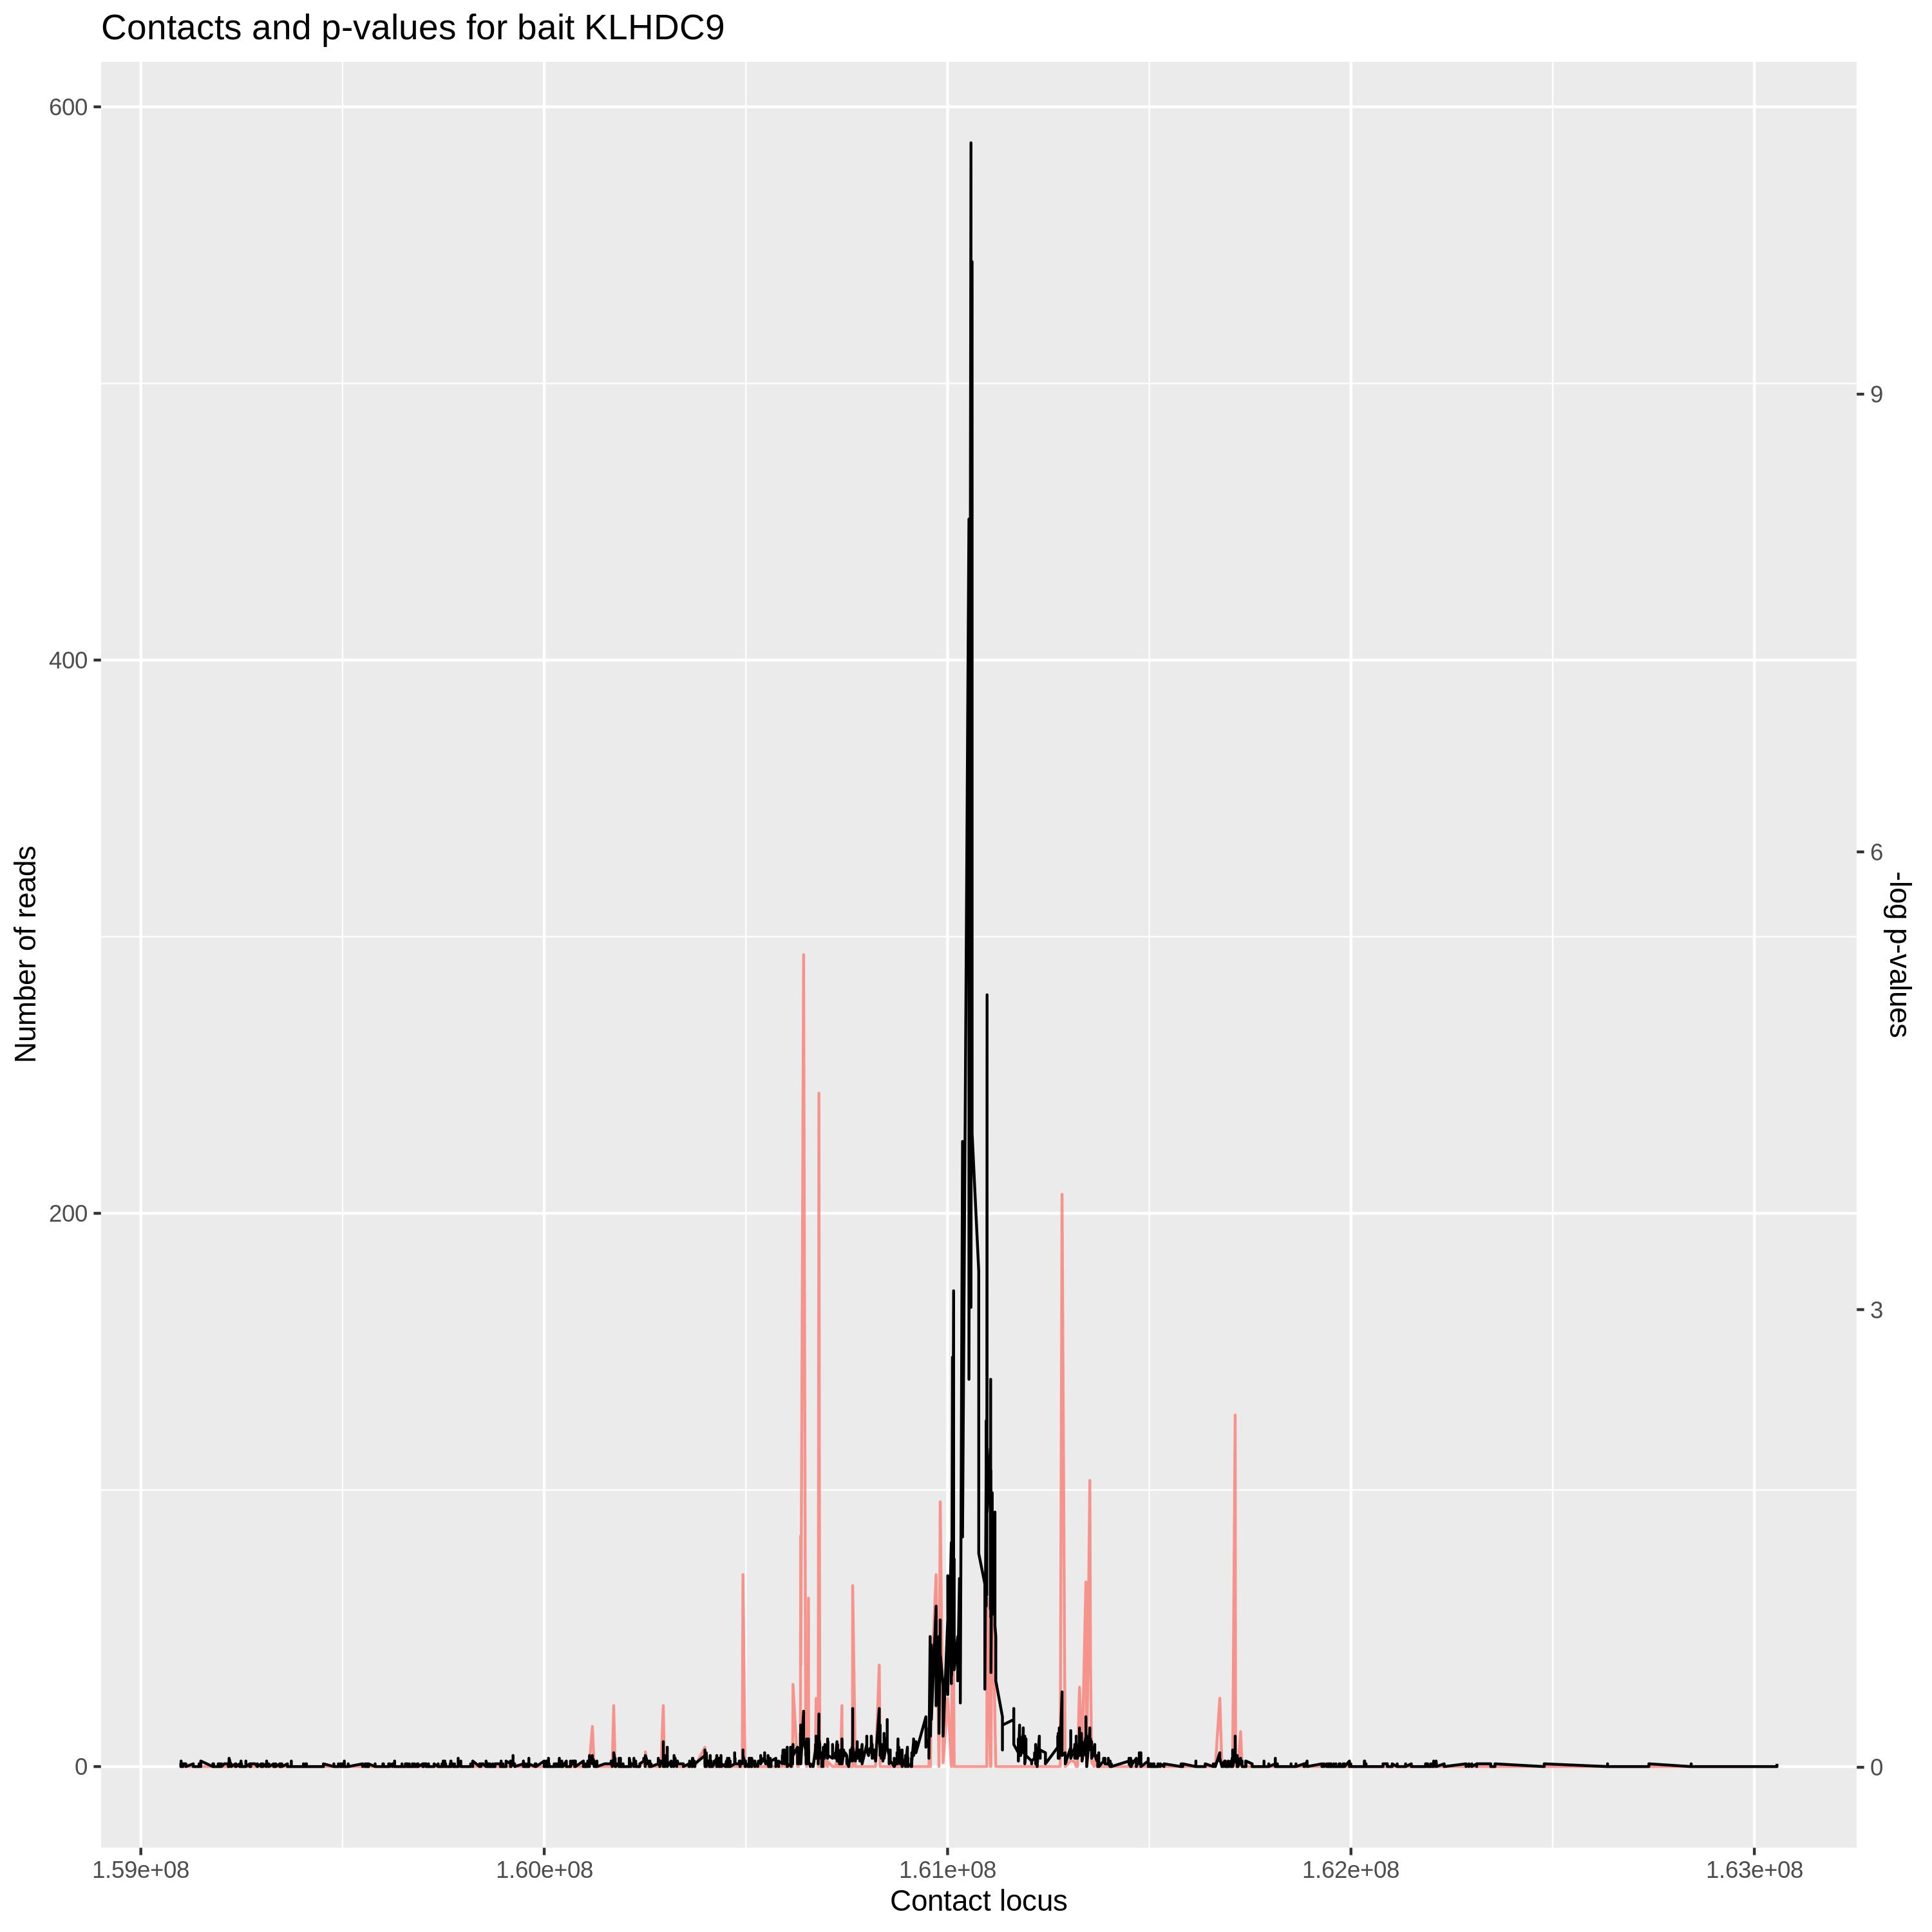 Contacts and p-values for bait KLHDC9
600
400
200
0
Number of reads
9
6
3
0
-log p-values
1.59e+08
1.60e+08
1.61e+08
1.62e+08
1.63e+08
Contact locus